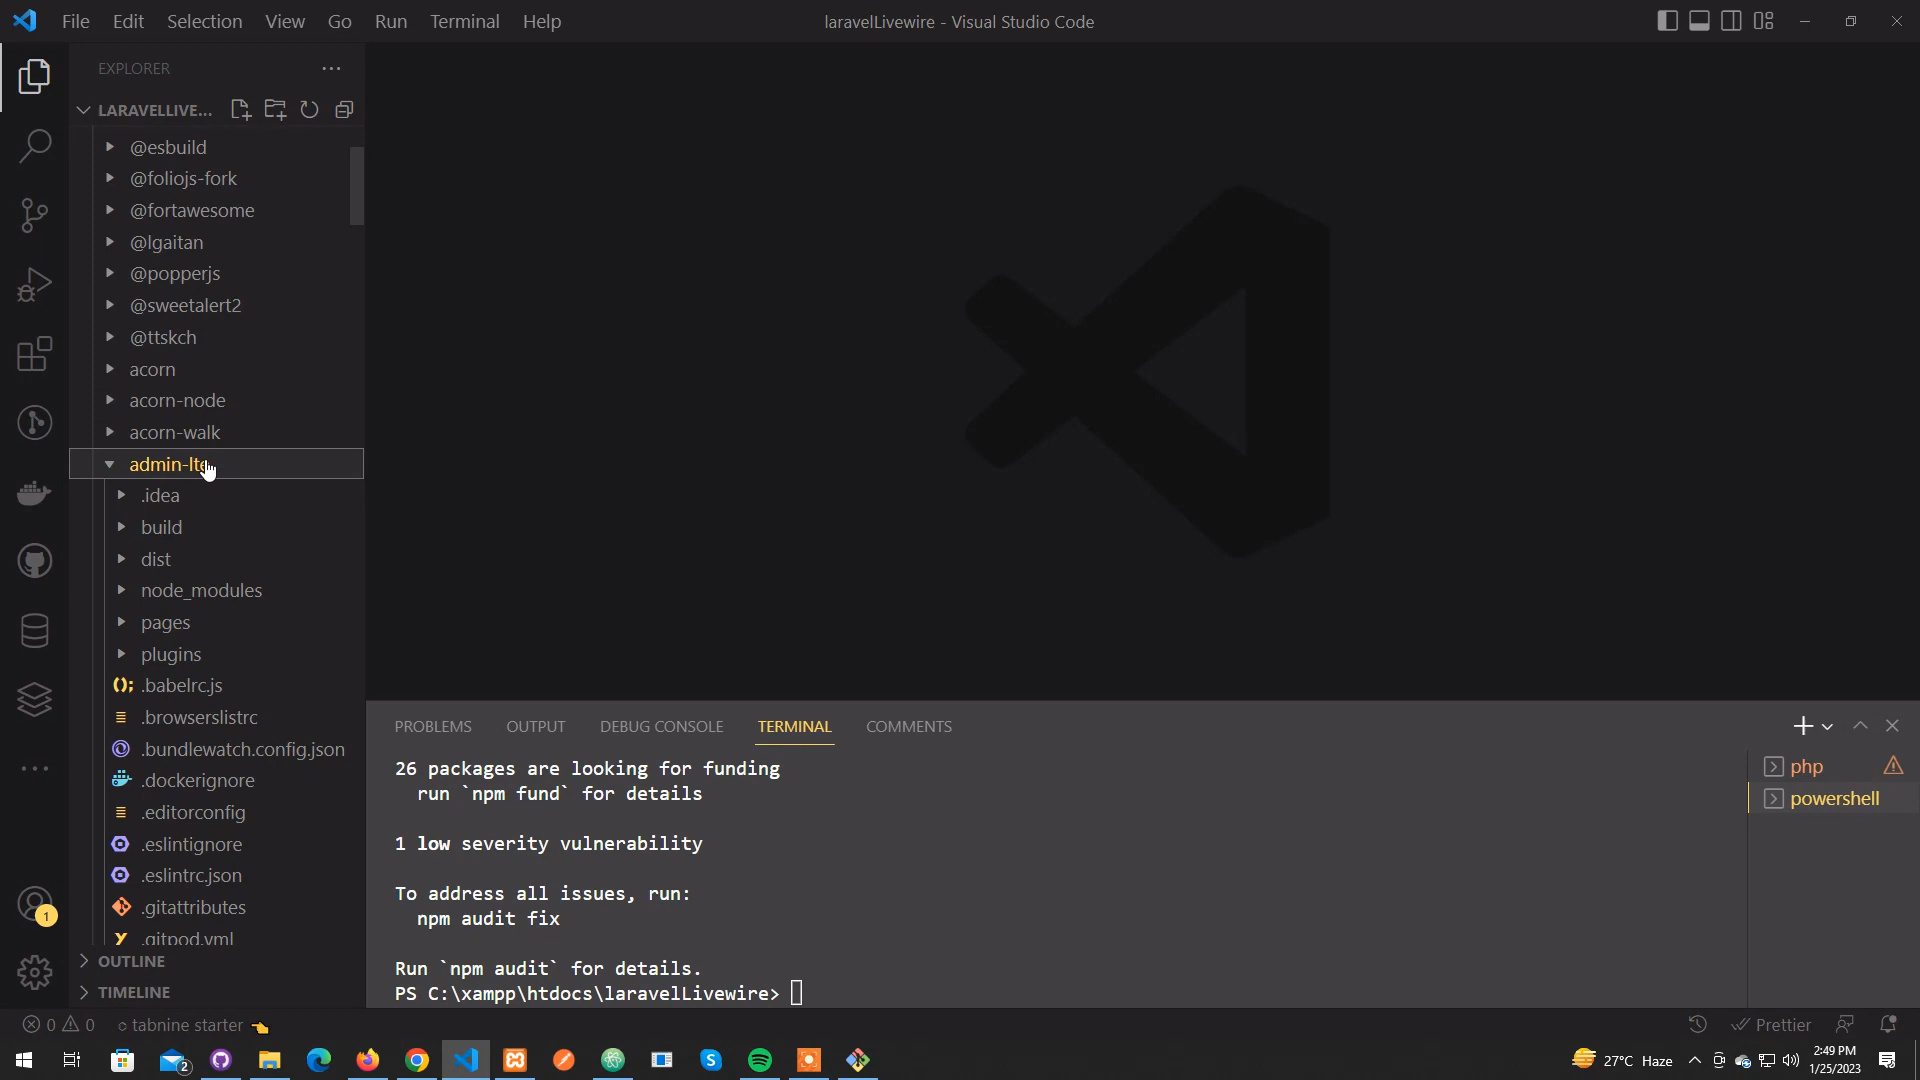 File Edit Selection View Go Run Terminal Help
laravelLivewire - Visual Studio Code
EXPLORER
LARAVELLIVE...
@esbuild
@foliojs-fork
@fortawesome
@lgaitan
@popperjs
@sweetalert2
@ttskch
acorn
acorn-node
acorn-walk
admin-lte
.idea
build
dist
node_modules
pages
plugins
.babelrc.js
.browserslistrc
.bundlewatch.config.json
.dockerignore
.editorconfig
.eslintignore
.eslintrc.json
.gitattributes
.gitpod.yml
OUTLINE
TIMELINE
1
PROBLEMS OUTPUT DEBUG CONSOLE TERMINAL COMMENTS
26 packages are looking for funding
run `npm fund` for details
1 low severity vulnerability
To address all issues, run:
npm audit fix
Run `npm audit` for details.
PS C:\xampp\htdocs\laravelLivewire>
php
powershell
0 0 tabnine starter
Prettier
2
27°C Haze
2:49 PM
1/25/2023